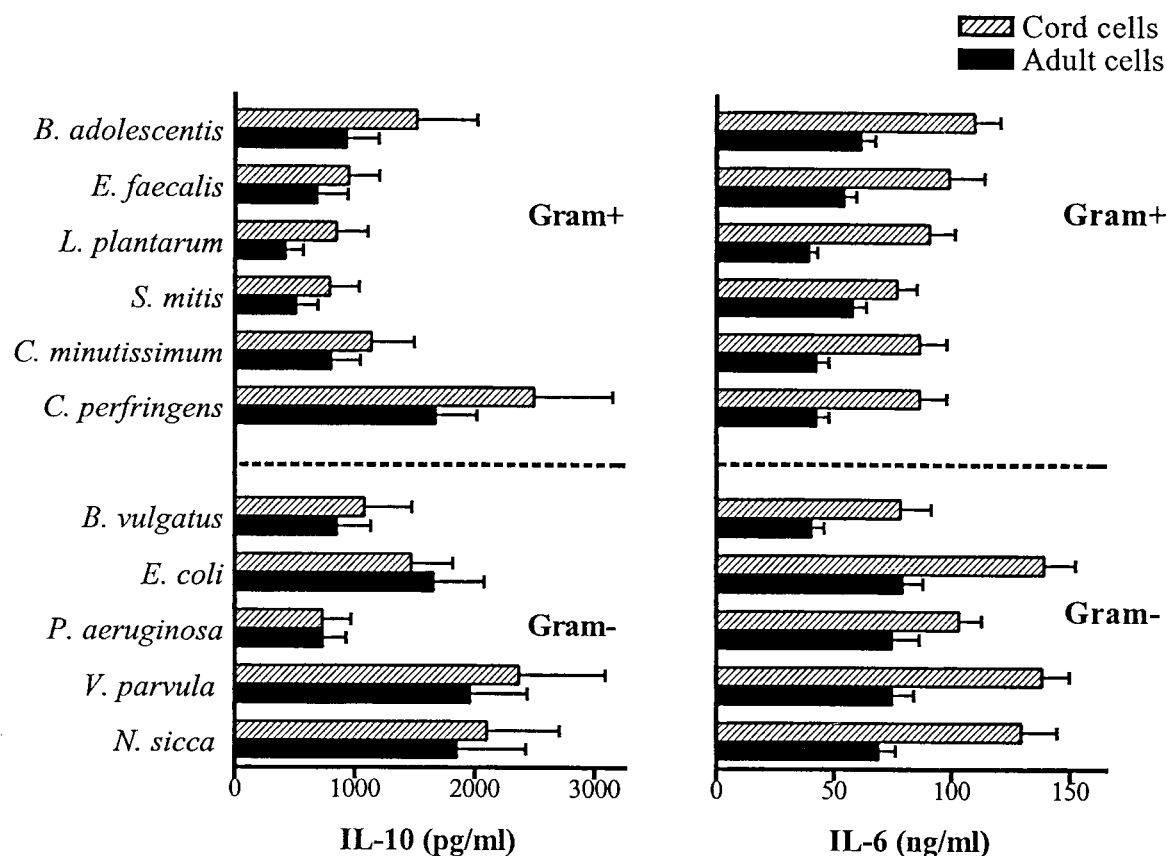 Cord cells
Adult cells
B. adolescentis
E. faecalis
Gram+
Gram+
L. plantarum
S. mitis
C. minutissimum
C. perfringens
B. vulgatus
E. coli
P. aeruginosa
Gram-
Gram-
V. parvula
N. sicca
0 1000 2000 3000
0 50 100 150
IL-10 (pg/ml)
IL-6 (ng/ml)